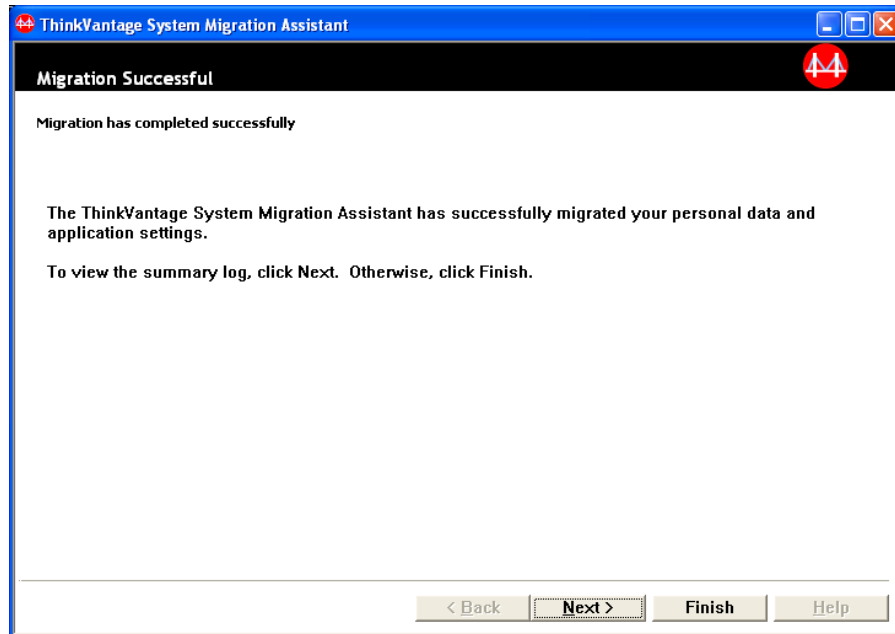 ThinkVantage System Migration Assistant
Migration Successful
Migration has completed successfully
The ThinkVantage System Migration Assistant has successfully migrated your personal data and
application settings.
To view the summary log, click Next. Otherwise, click Finish.
< Back
Next >
Finish
Help